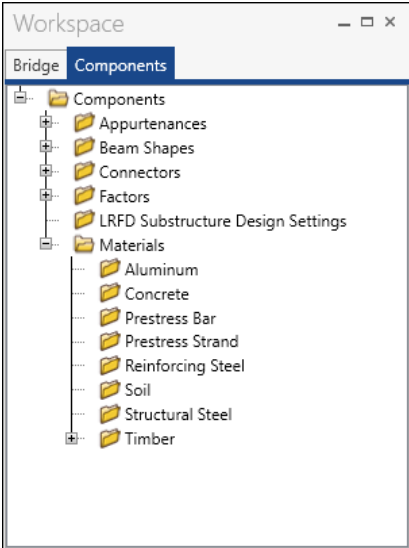 Workspace
Bridge Components
Components
Appurtenances
Beam Shapes
Connectors
Factors
LRFD Substructure Design Settings
Materials
Aluminum
Concrete
Prestress Bar
Prestress Strand
Reinforcing Steel
Soil
Structural Steel
Timber